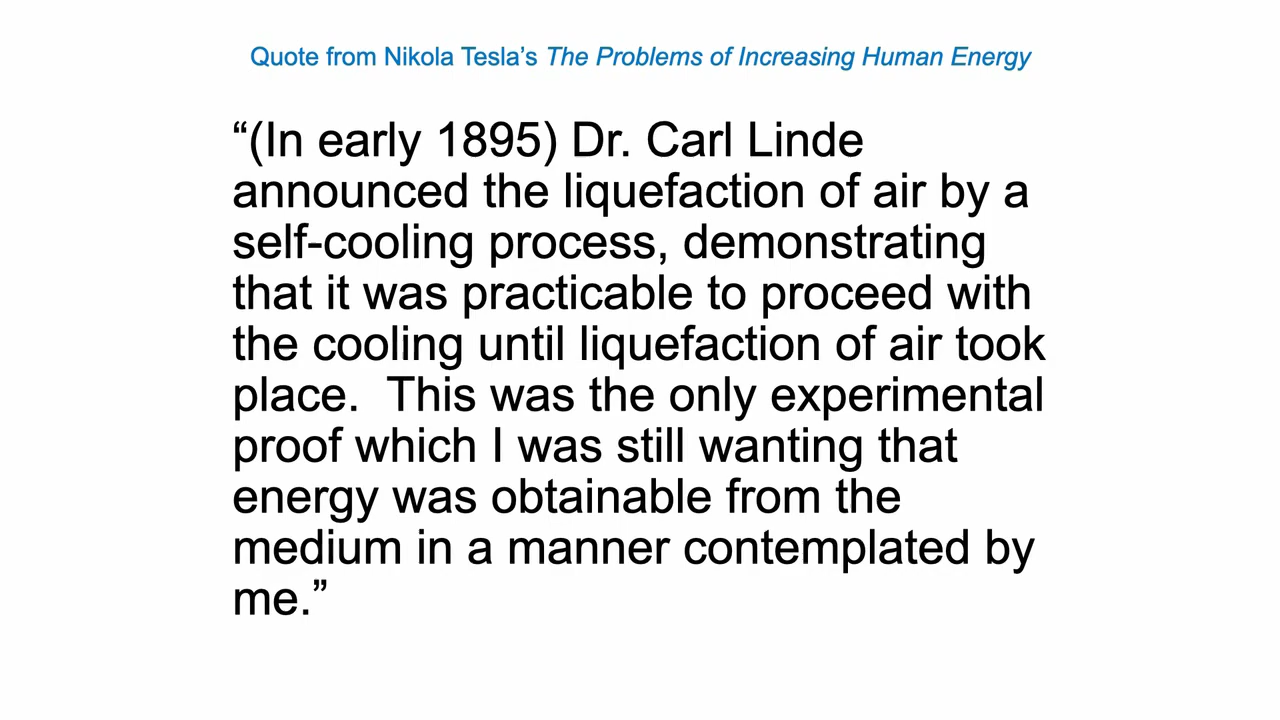 Quote from Nikola Tesla’s The Problems of Increasing Human Energy
“(In early 1895) Dr. Carl Linde
announced the liquefaction of air by a
self-cooling process, demonstrating
that it was practicable to proceed with
the cooling until liquefaction of air took
place.  This was the only experimental
proof which I was still wanting that
energy was obtainable from the
medium in a manner contemplated by
me.”